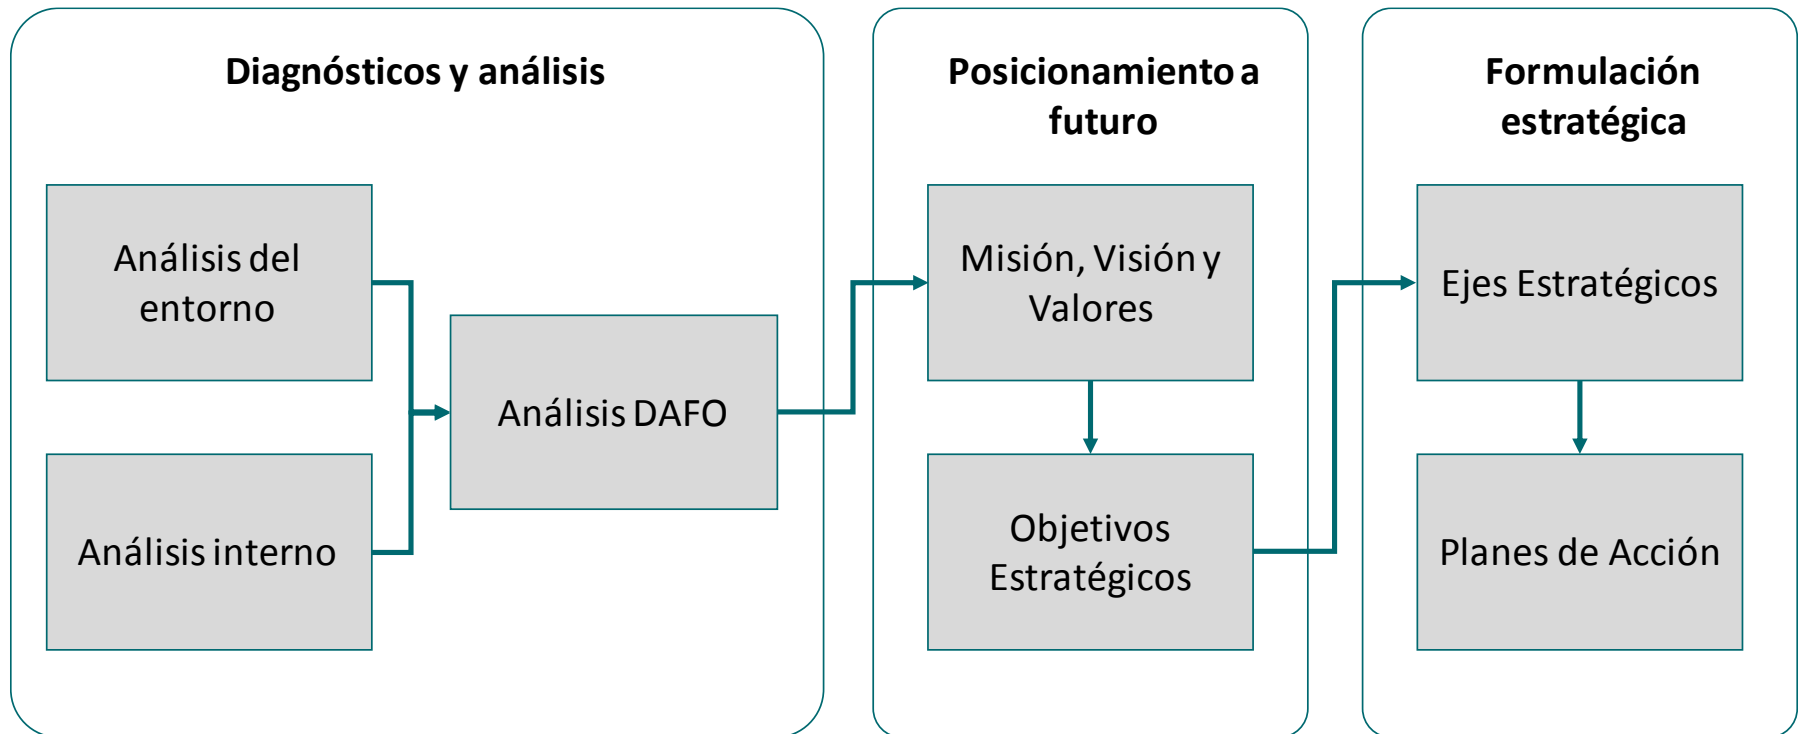 Diagnósticos y análisis
Análisis del
entorno
Análisis interno
Análisis DAFO
Posicionamiento a
futuro
Misión, Visión y
Valores
Objetivos
Estratégicos
Formulación
estratégica
Ejes Estratégicos
Planes de Acción